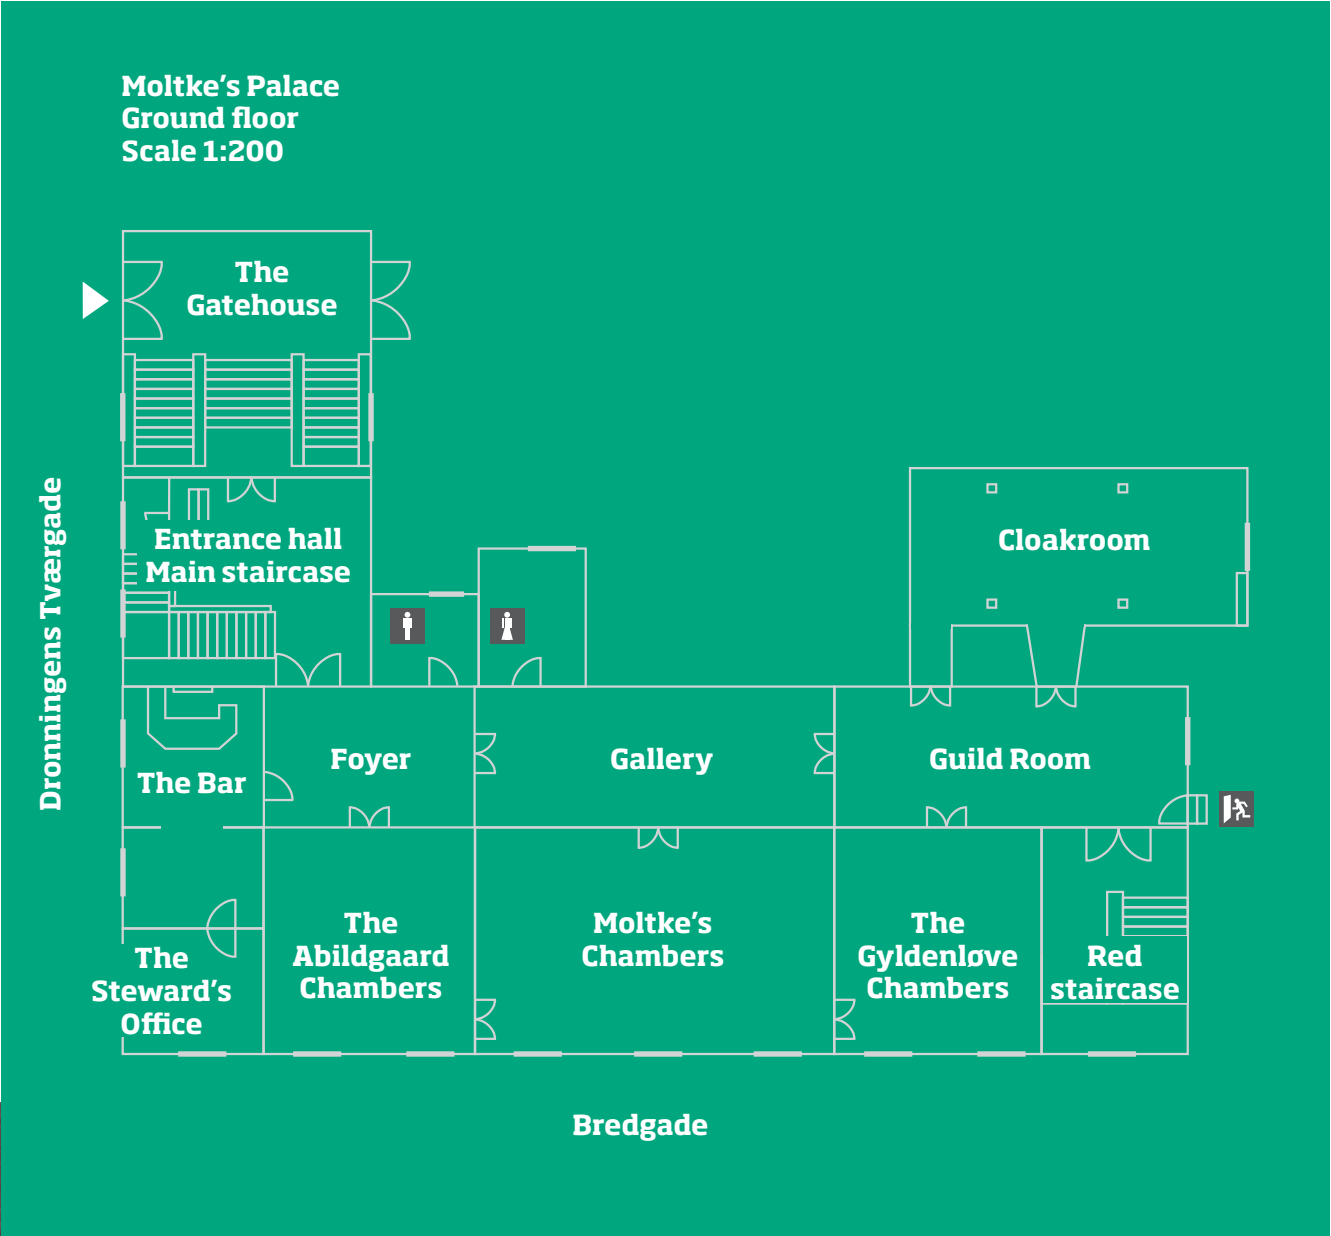 Moltke's Palace
Ground floor
Scale 1:200
The
Gatehouse
Dronningens Tværgade
Entrance hall
Main staircase
Cloakroom
The Bar
Foyer
Gallery
Guild Room
The
Steward's
Office
The
Abildgaard
Chambers
Moltke's
Chambers
The
Gyldenløve
Chambers
Red
staircase
Bredgade